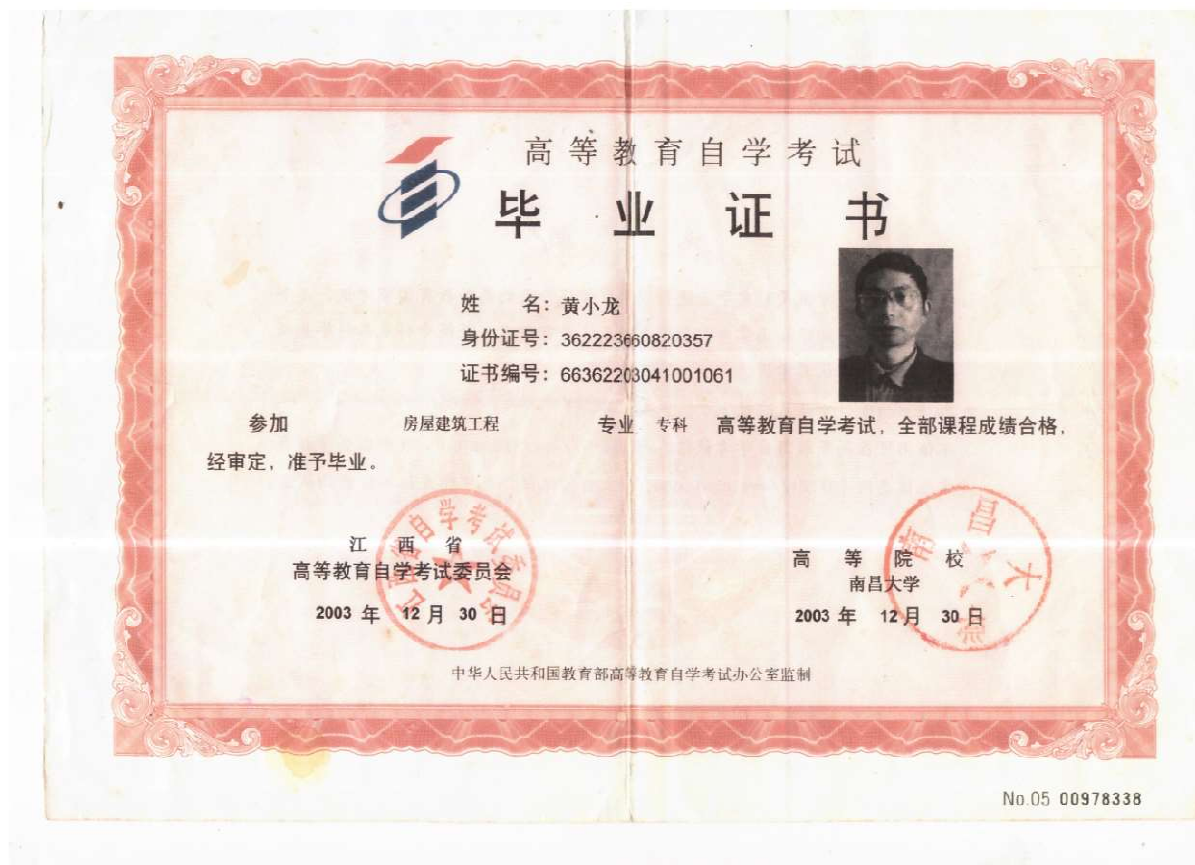 高等教育自学考试
毕业证书
姓 名：黄小龙
身份证号：362223660820357
证书编号：66362203041001061
参加 房屋建筑工程 专业 专科 高等教育自学考试，全部课程成绩合格，
经审定，准予毕业。
江西省
高等教育自学考试委员会
2003 年 12 月 30 日
高等院校
南昌大学
2003 年 12 月 30 日
中华人民共和国教育部高等教育自学考试办公室监制
No.05 00978338